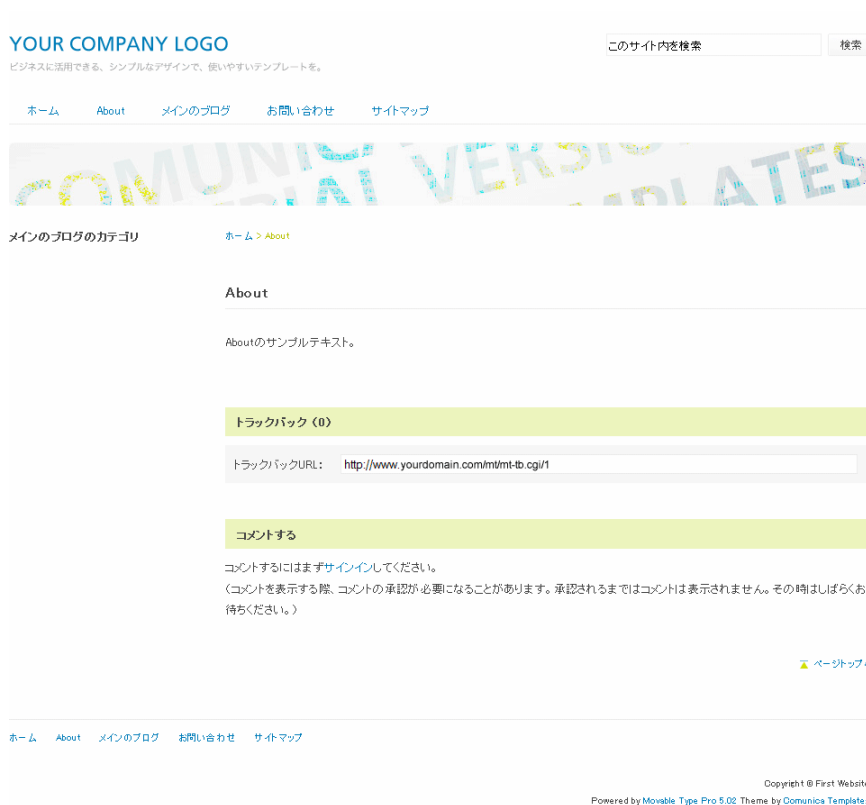 YOUR COMPANY LOGO
ビジネスに活用できる、シンプルなデザインで、使いやすいテンプレートを。
このサイト内を検索
検索
ホーム About メインのブログ お問い合わせ サイトマップ
メインのブログのカテゴリ
ホーム > About
About
Aboutのサンプルテキスト。
トラックバック（0）
トラックバックURL: http://www.yourdomain.com/mt/mt-tb.cgi/1
コメントする
コメントするにはまずサインインしてください。
（コメントを表示する際、コメントの承認が必要になることがあります。承認されるまではコメントは表示されません。その時はしばらくお
待ちください。）
ページトップ
ホーム About メインのブログ お問い合わせ サイトマップ
Copyright © First Website
Powered by Movable Type Pro 5.02 Theme by Comunica Template